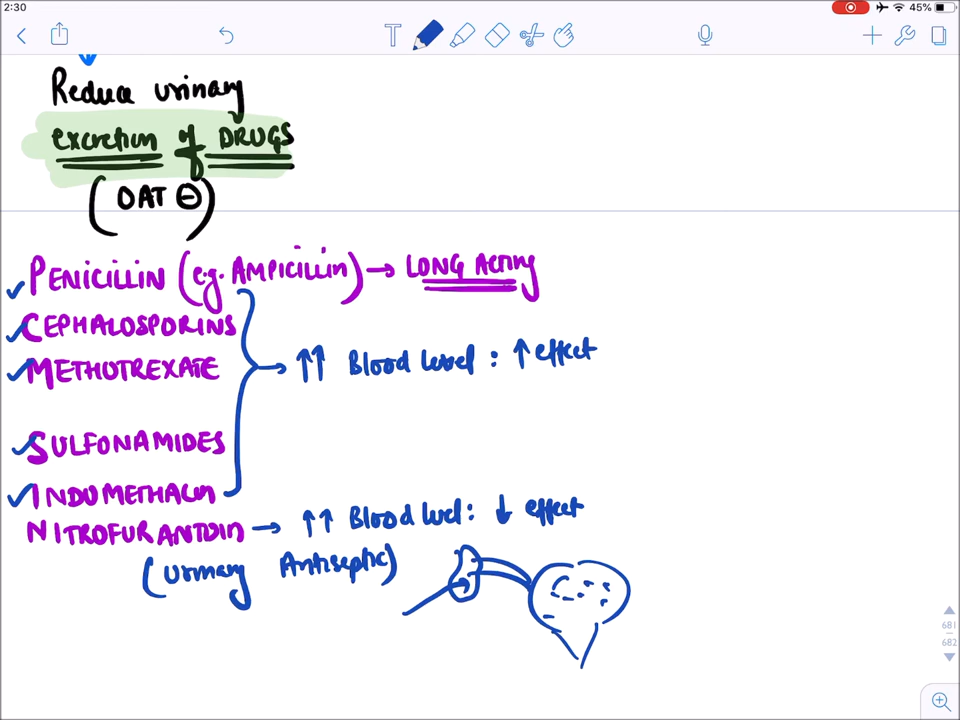 2:30
45%
T
Reduce urinary
excretion of DRUGS
(OAT ⊖)
PENICILLIN (e.g. AMPICILLIN) → LONG Acting
CEPHALOSPORINS
METHOTREXATE → ↑↑ Blood level : ↑ effect
SULFONAMIDES
INDOMETHACIN
NITROFURANTOIN → ↑↑ Blood level : ↓ effect
(Urinary Antiseptic)
681
682